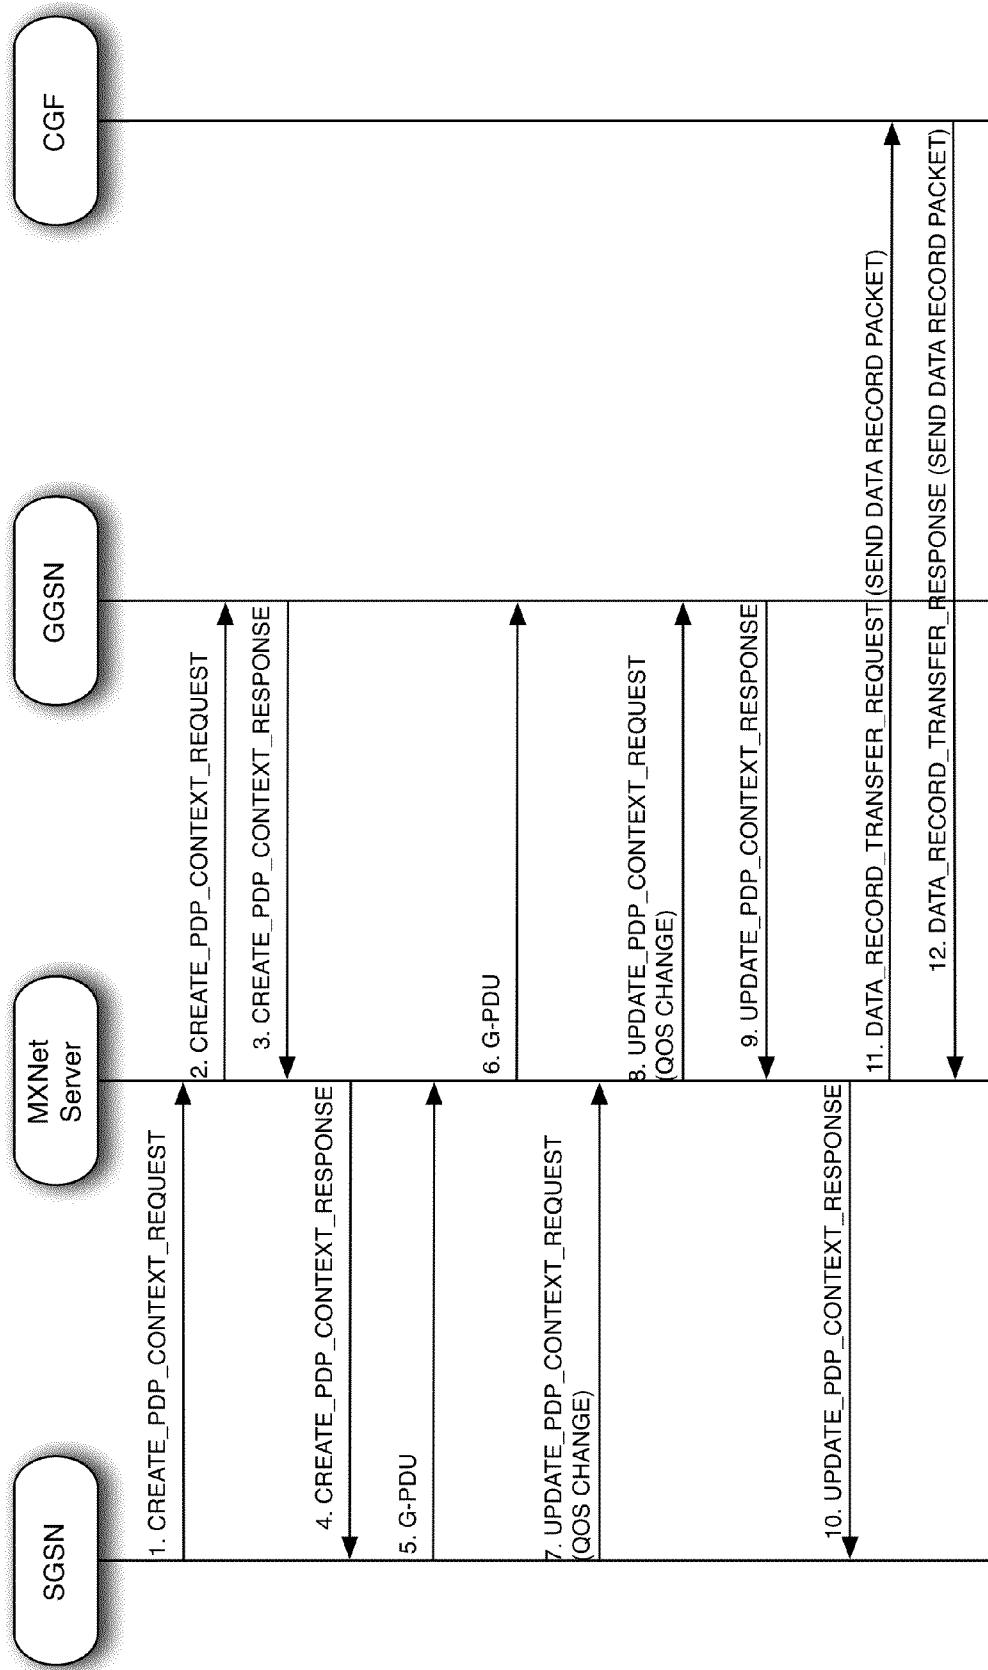 SGSN
MXNet
Server
GGSN
CGF
1. CREATE_PDP_CONTEXT_REQUEST
2. CREATE_PDP_CONTEXT_REQUEST
3. CREATE_PDP_CONTEXT_RESPONSE
4. CREATE_PDP_CONTEXT_RESPONSE
5. G-PDU
6. G-PDU
7. UPDATE_PDP_CONTEXT_REQUEST
(QOS CHANGE)
8. UPDATE_PDP_CONTEXT_REQUEST
(QOS CHANGE)
9. UPDATE_PDP_CONTEXT_RESPONSE
10. UPDATE_PDP_CONTEXT_RESPONSE
11. DATA_RECORD_TRANSFER_REQUEST (SEND DATA RECORD PACKET)
12. DATA_RECORD_TRANSFER_RESPONSE (SEND DATA RECORD PACKET)